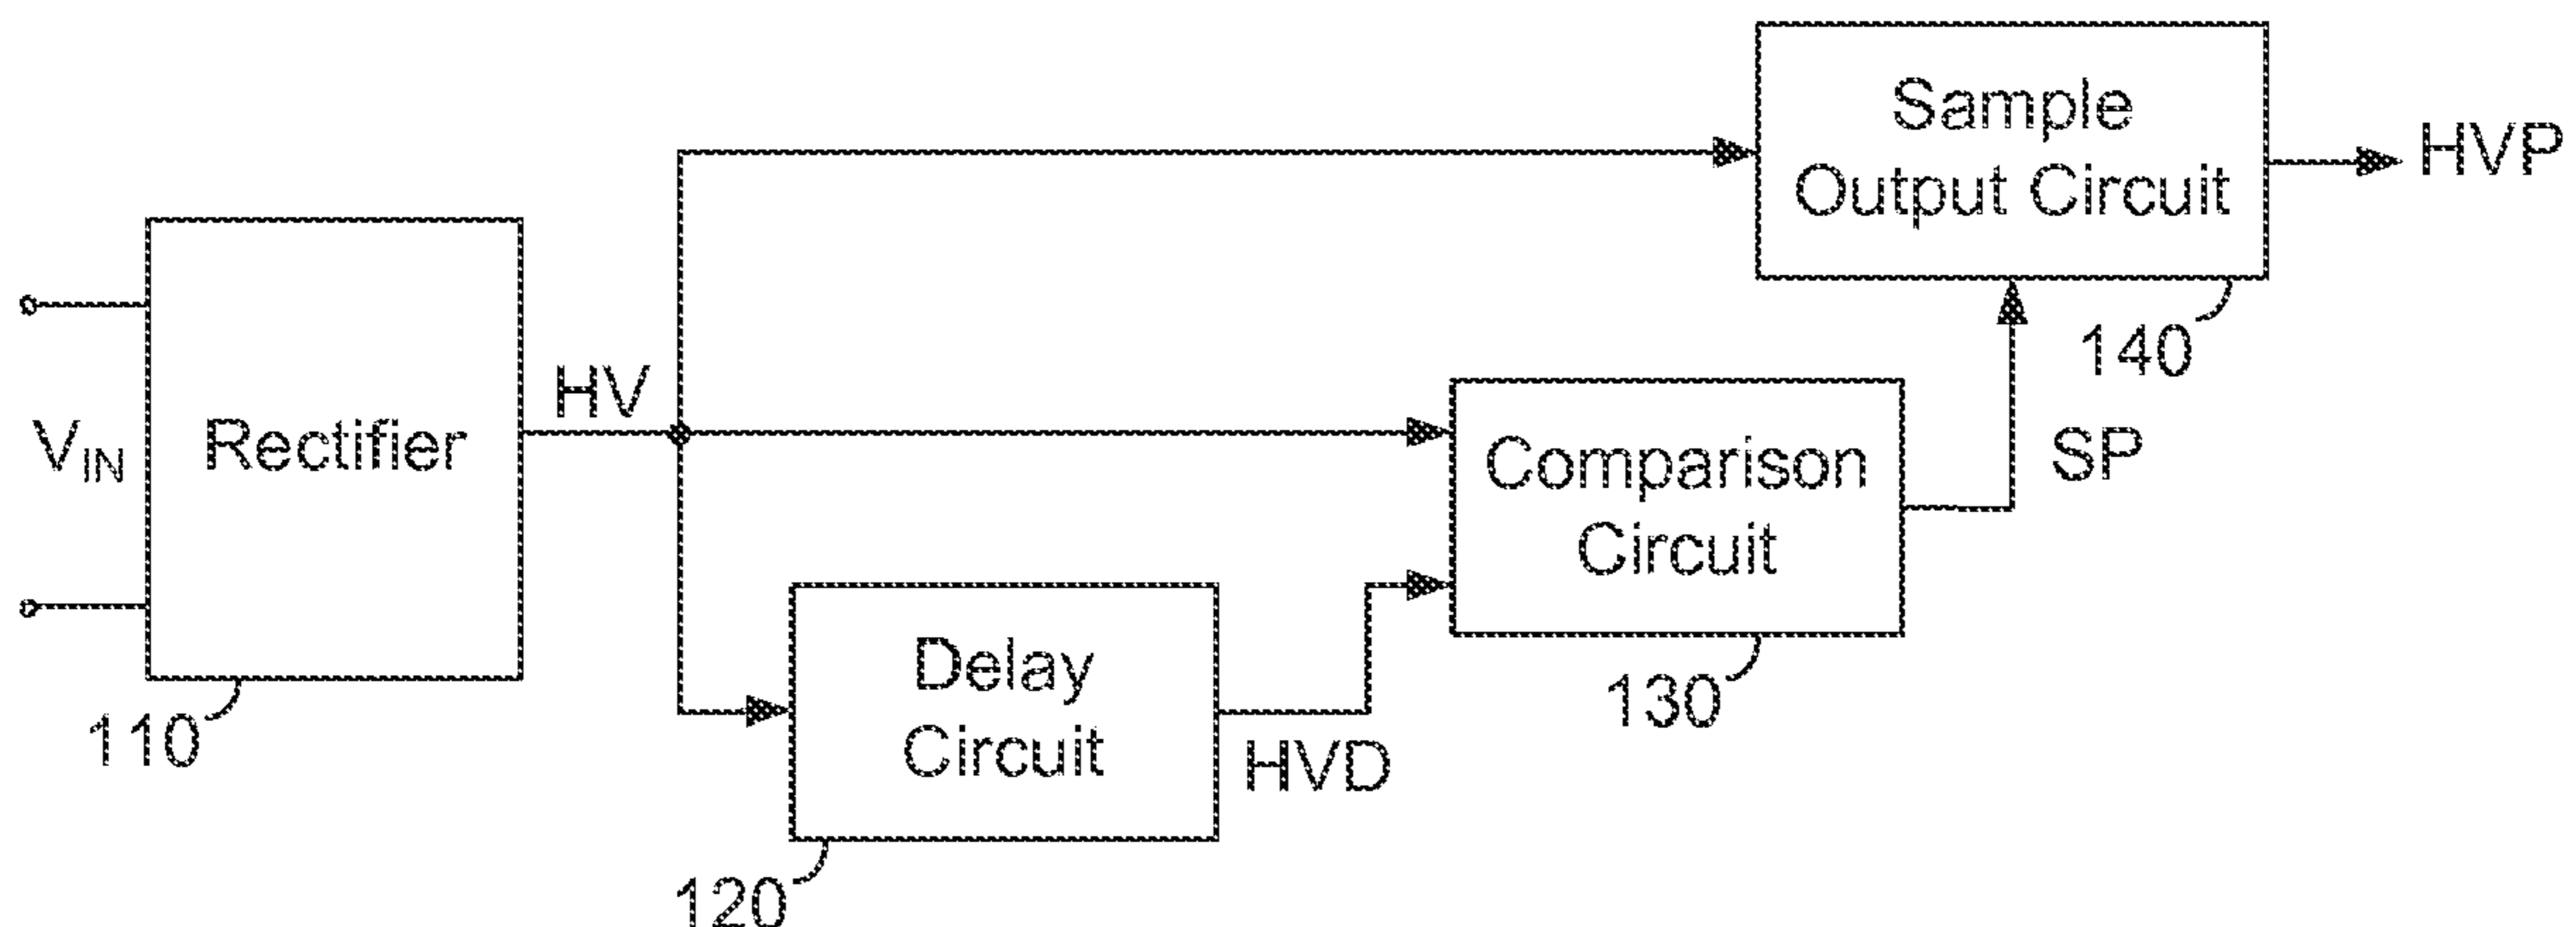 Sample
Output Circuit
HVP
140
HV
V_IN
Rectifier
Comparison
Circuit
SP
130
110
Delay
Circuit
HVD
120